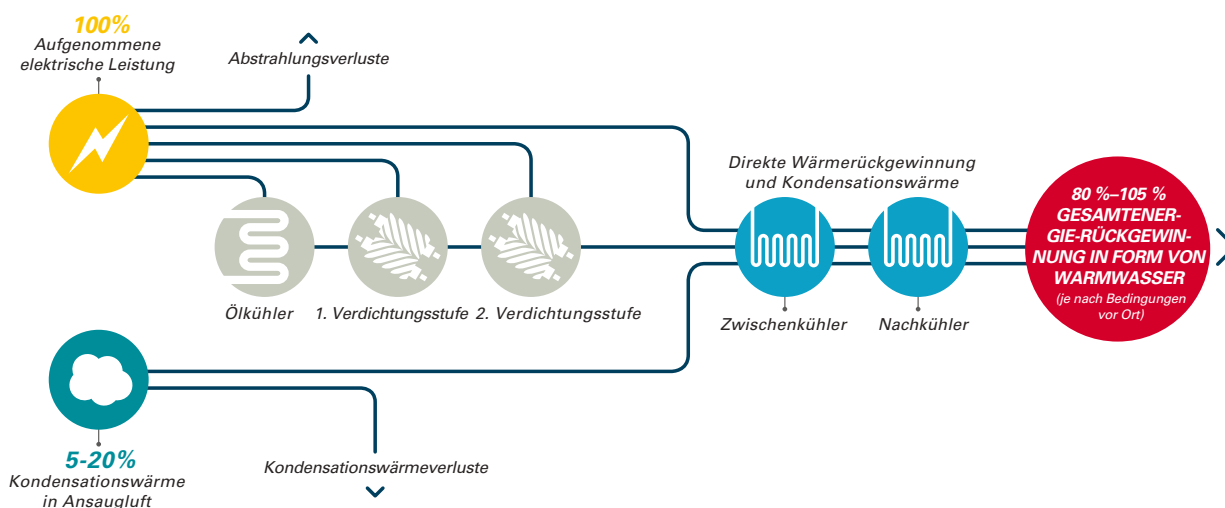 100%
Aufgenommene
elektrische Leistung
Abstrahlungsverluste
Direkte Wärmerückgewinnung
und Kondensationswärme
80 %–105 %
GESAMTENER-
GIE-RÜCKGEWIN-
NUNG IN FORM VON
WARMWASSER
(je nach Bedingungen
vor Ort)
Ölkühler
1. Verdichtungsstufe
2. Verdichtungsstufe
Zwischenkühler
Nachkühler
5-20%
Kondensationswärme
in Ansaugluft
Kondensationswärmeverluste